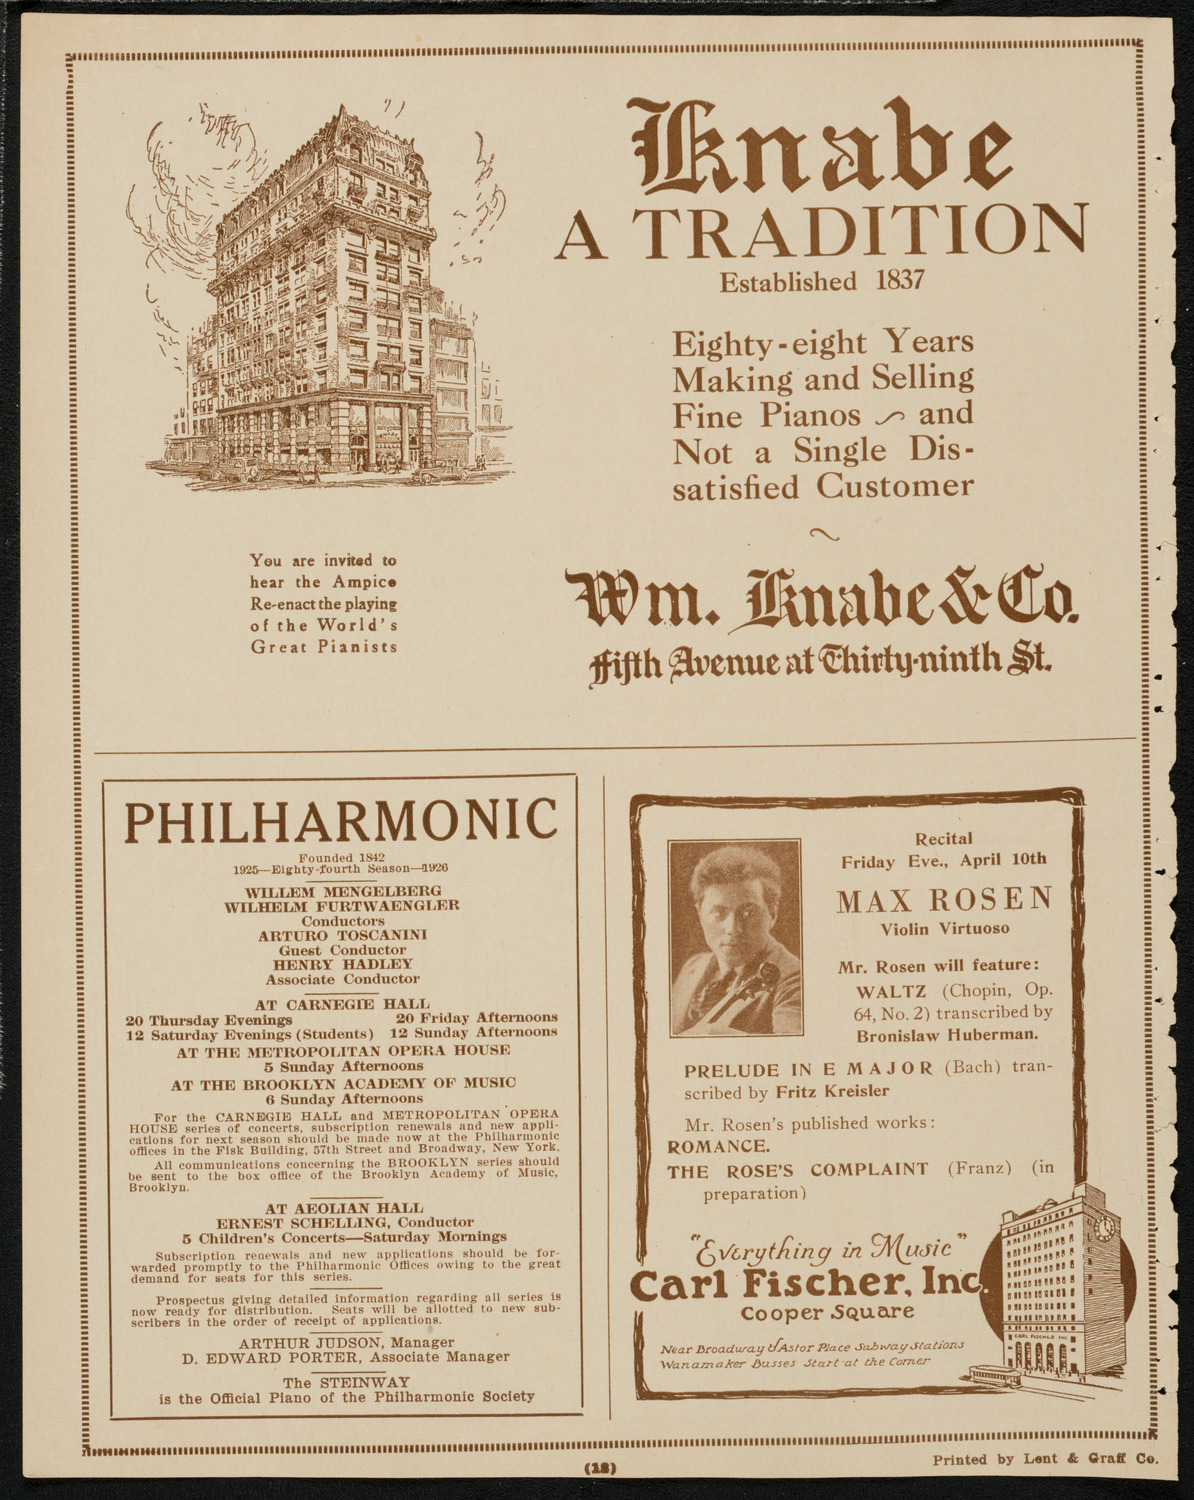 Knabe
A TRADITION
Established 1837
Eighty-eight Years
Making and Selling
Fine Pianos ~ and
Not a Single Dis-
satisfied Customer
You are invited to
hear the Ampico
Re-enact the playing
of the World's
Great Pianists
Wm. Knabe & Co.
Fifth Avenue at Thirty-ninth St.
PHILHARMONIC
Founded 1842
1925—Eighty-fourth Season—1926
WILLEM MENGELBERG
WILHELM FURTWAENGLER
Conductors
ARTURO TOSCANINI
Guest Conductor
HENRY HADLEY
Associate Conductor
AT CARNEGIE HALL
20 Thursday Evenings 20 Friday Afternoons
12 Saturday Evenings (Students) 12 Sunday Afternoons
AT THE METROPOLITAN OPERA HOUSE
5 Sunday Afternoons
AT THE BROOKLYN ACADEMY OF MUSIC
6 Sunday Afternoons
For the CARNEGIE HALL and METROPOLITAN OPERA
HOUSE series of concerts, subscription renewals and new appli-
cations for next season should be made now at the Philharmonic
offices in the Fisk Building, 57th Street and Broadway, New York.
All communications concerning the BROOKLYN series should
be sent to the box office of the Brooklyn Academy of Music,
Brooklyn.
AT AEOLIAN HALL
ERNEST SCHELLING, Conductor
5 Children's Concerts—Saturday Mornings
Subscription renewals and new applications should be for-
warded promptly to the Philharmonic Offices owing to the great
demand for seats for this series.
Prospectus giving detailed information regarding all series is
now ready for distribution. Seats will be allotted to new sub-
scribers in the order of receipt of applications.
ARTHUR JUDSON, Manager
D. EDWARD PORTER, Associate Manager
The STEINWAY
is the Official Piano of the Philharmonic Society
Recital
Friday Eve., April 10th
MAX ROSEN
Violin Virtuoso
Mr. Rosen will feature:
WALTZ (Chopin, Op.
64, No. 2) transcribed by
Bronislaw Huberman.
PRELUDE IN E MAJOR (Bach) tran-
scribed by Fritz Kreisler
Mr. Rosen's published works:
ROMANCE.
THE ROSE'S COMPLAINT (Franz) (in
preparation)
"Everything in Music"
Carl Fischer, Inc.
Cooper Square
Near Broadway & Astor Place Subway Stations
Wanamaker Busses Start at the Corner
CARL FISCHER INC
(12)
Printed by Lent & Graff Co.